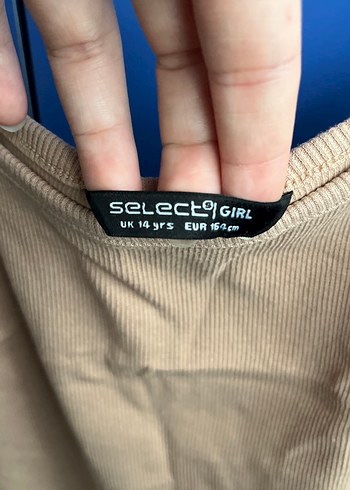 select GIRL
UK 14 yrs EUR 164 cm